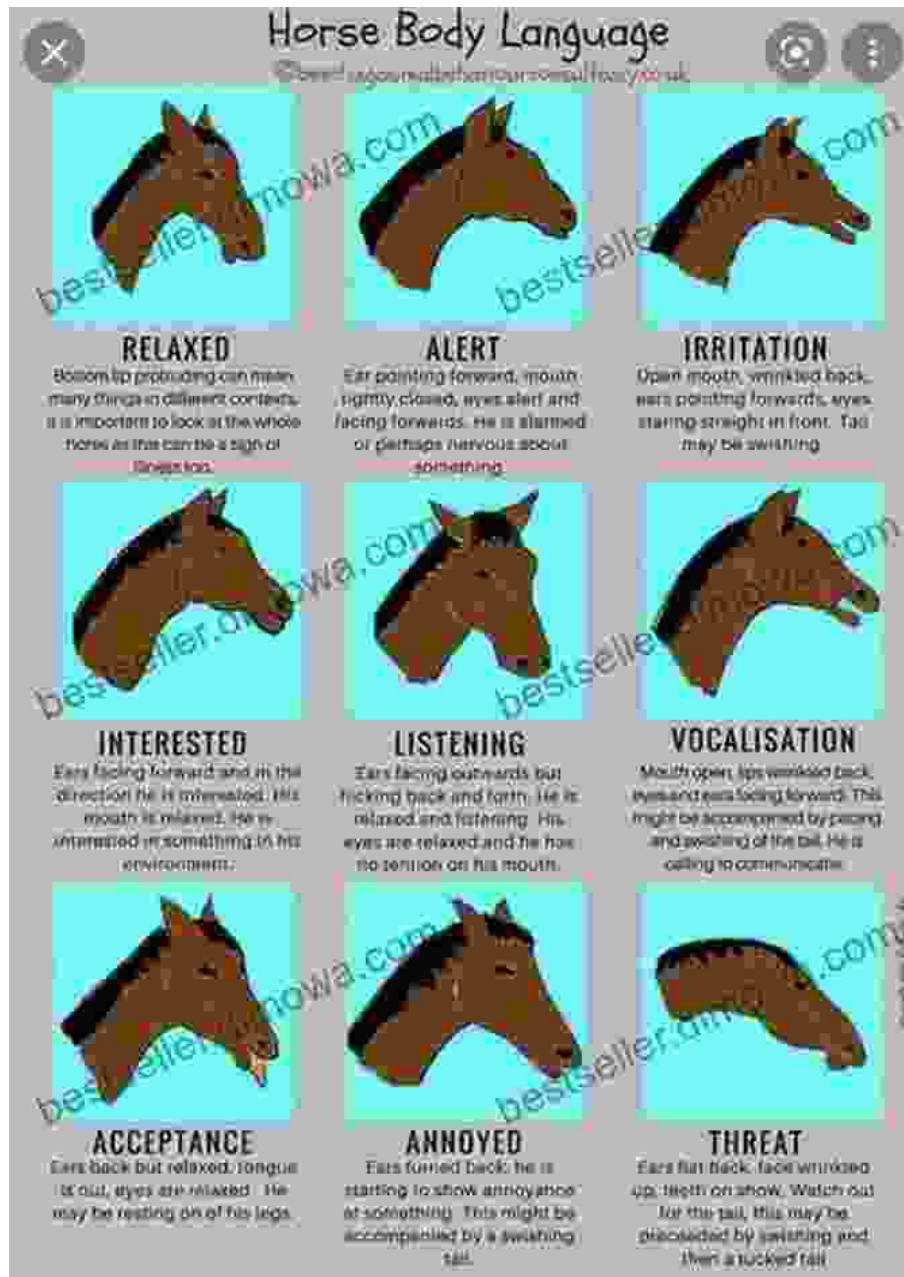 Horse Body Language
RELAXED
Bottom lip protruding can mean
many things in different contexts,
it is important to look at the whole
horse as this can be a sign of
illness too.
ALERT
Ear pointing forward, mouth
tightly closed, eyes alert and
facing forwards. He is alarmed
or perhaps nervous about
something.
IRRITATION
Open mouth, wrinkled back,
ears pointing forwards, eyes
staring straight in front. Tail
may be swishing.
INTERESTED
Ears facing forward and in the
direction he is interested. His
mouth is relaxed. He is
interested in something in his
environment.
LISTENING
Ears facing outwards but
flicking back and forth. He is
relaxed and listening. His
eyes are relaxed and he has
no tension on his mouth.
VOCALISATION
Mouth open, lips wrinkled back,
eyes and ears facing forward. This
might be accompanied by pacing
and swishing of the tail. He is
calling to communicate.
ACCEPTANCE
Ears back but relaxed, tongue
is out, eyes are relaxed. He
may be resting on of his legs.
ANNOYED
Ears turned back, he is
starting to show annoyance
at something. This might be
accompanied by a swishing
tail.
THREAT
Ears flat back, face wrinkled
up, teeth on show. Watch out
for the tail, this may be
preceeded by swishing and
then a tucked tail